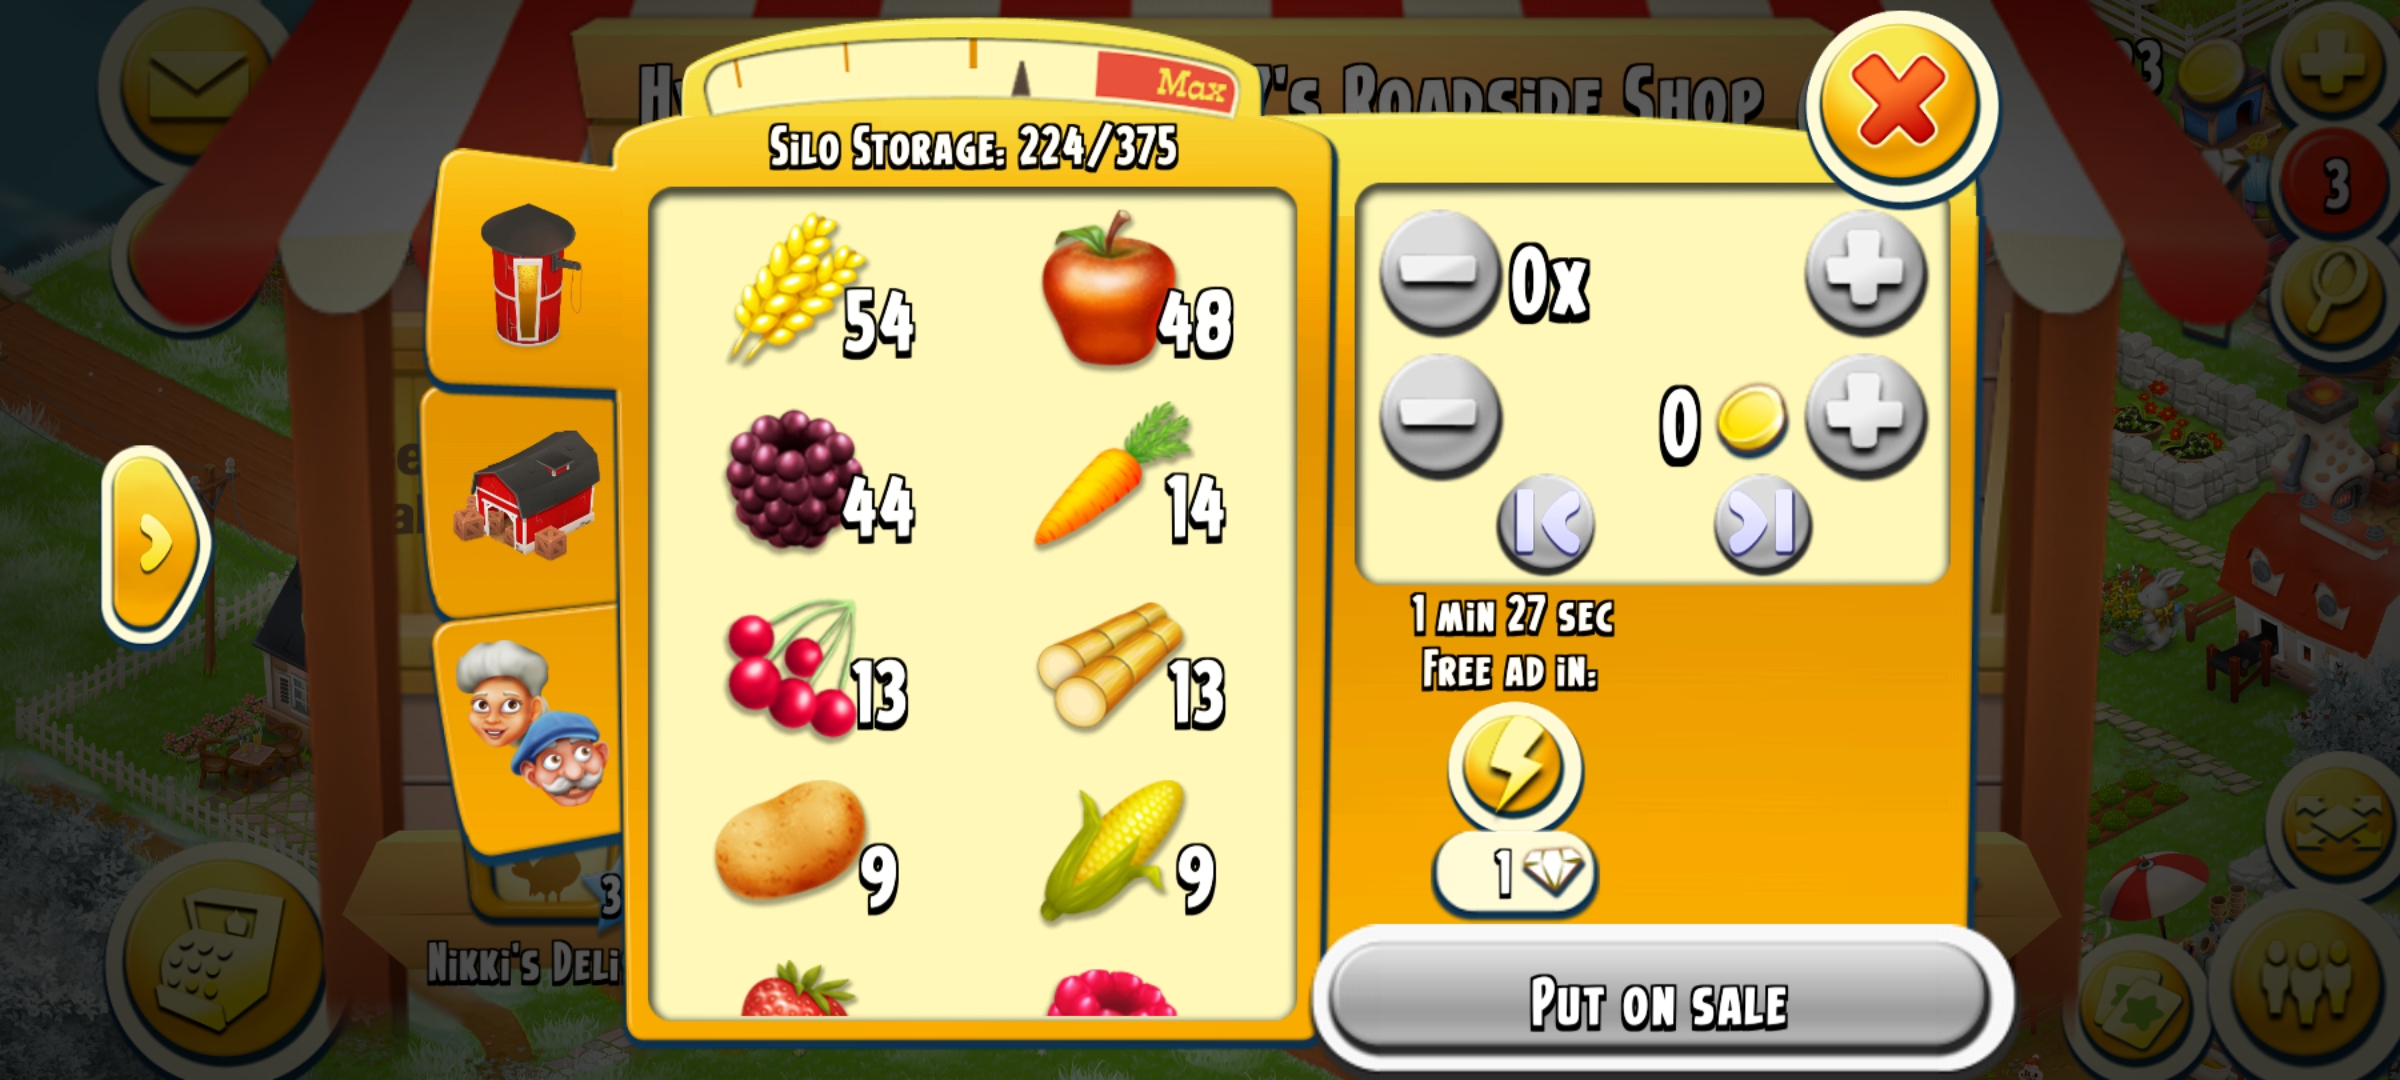 's Roadside Shop
Max
Silo Storage: 224/375
3
54
48
0x
44
14
0
13
13
1 min 27 sec
Free ad in:
9
9
1
3
Nikki's Deli
Put on sale